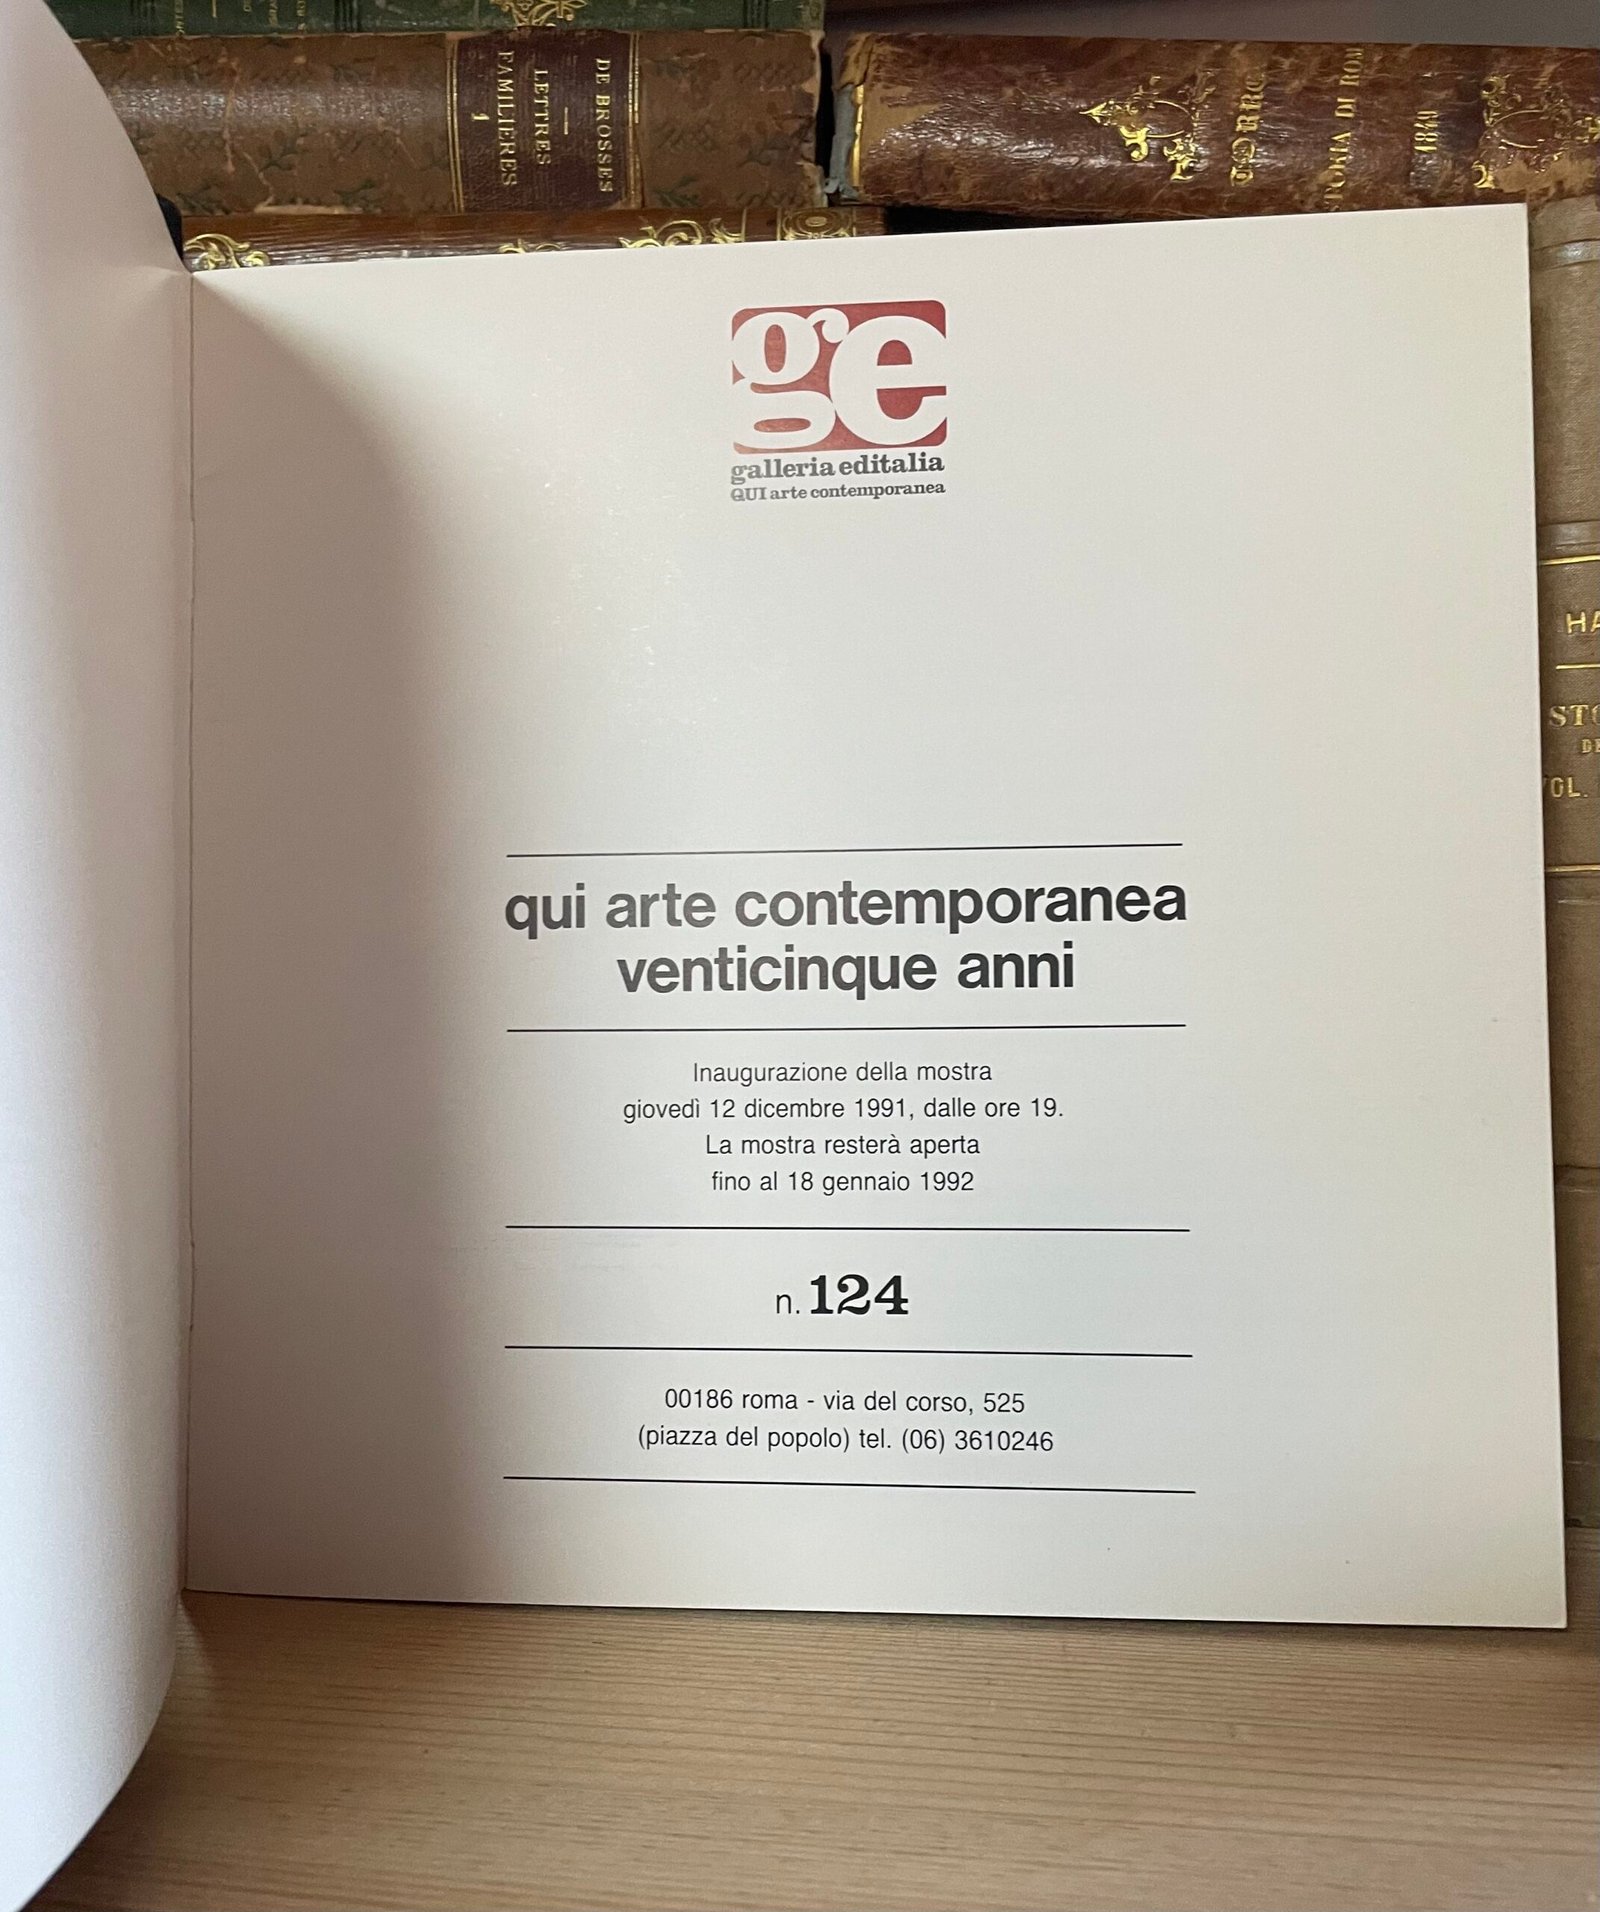 DE BROSSES
LETTRES
FAMILIERES
1
DI
1849
HA
VOL.
ge
galleria editalia
QUI arte contemporanea
qui arte contemporanea
venticinque anni
Inaugurazione della mostra
giovedì 12 dicembre 1991, dalle ore 19.
La mostra resterà aperta
fino al 18 gennaio 1992
n. 124
00186 roma - via del corso, 525
(piazza del popolo) tel. (06) 3610246